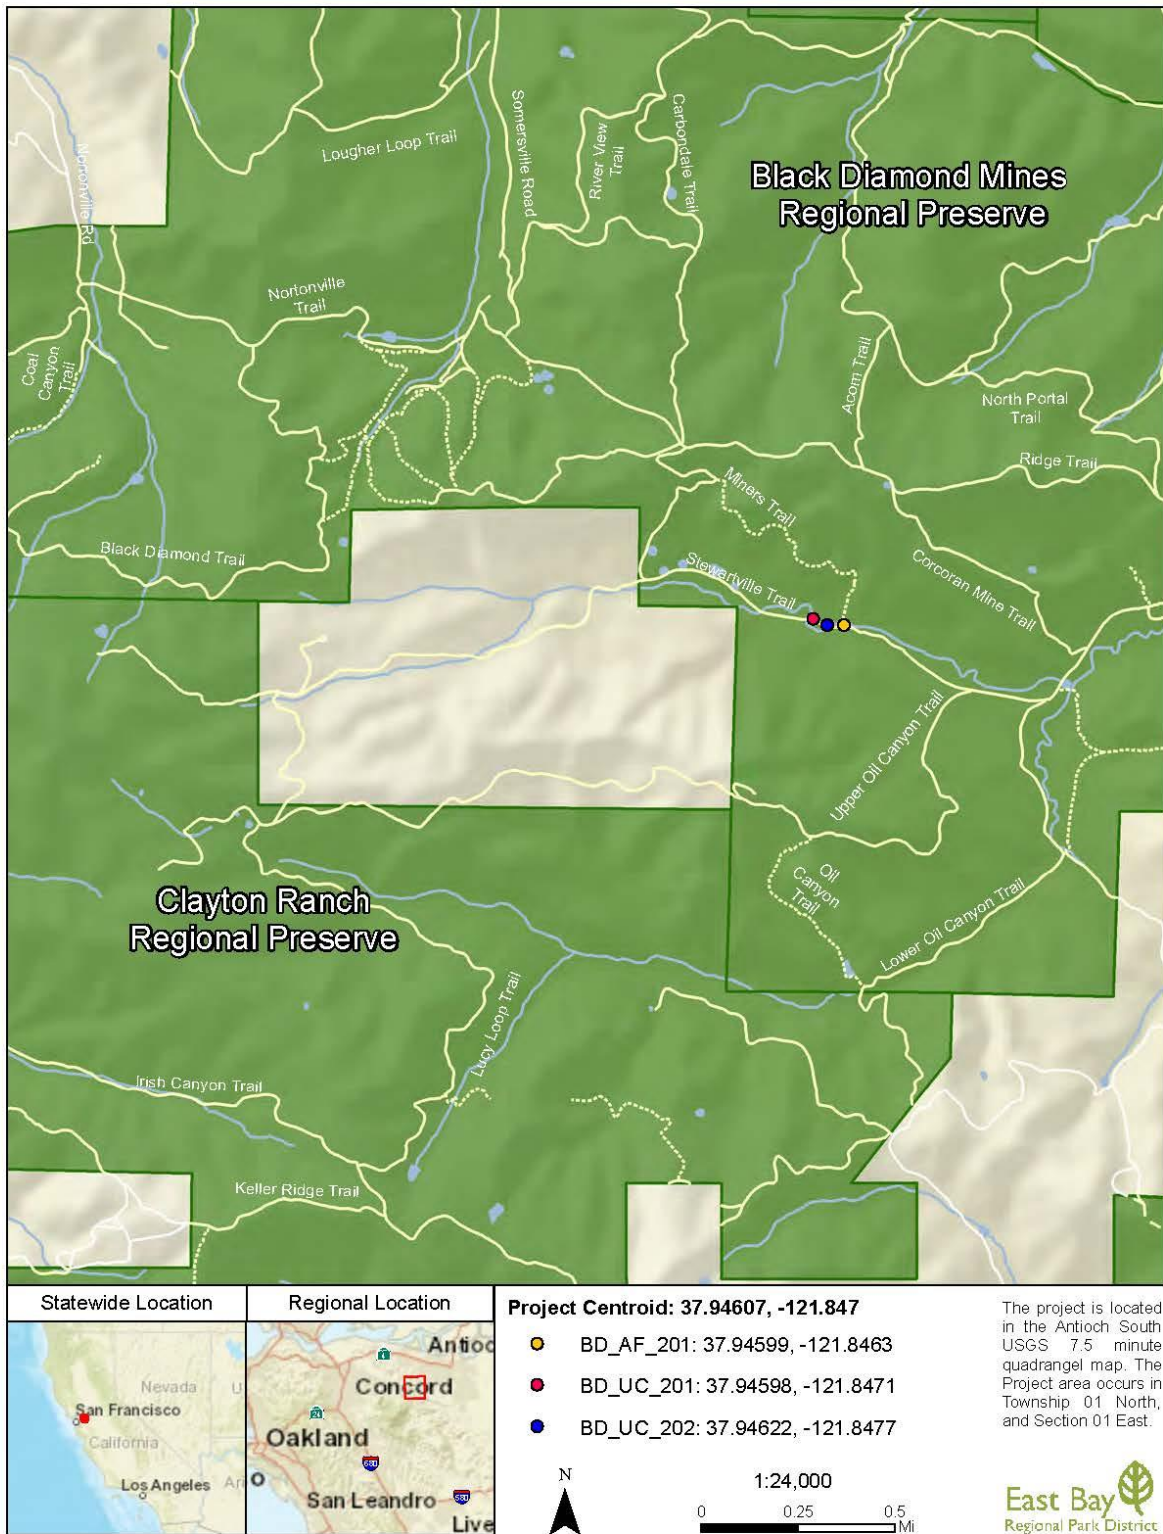 Nortonville Rd
Lougher Loop Trail
Somersville Road
River View
Trail
Carbondale Trail
Black Diamond Mines
Regional Preserve
Nortonville
Trail
Coal
Canyon
Trail
Acorn Trail
North Portal
Trail
Ridge Trail
Miners Trail
Black Diamond Trail
Stewartville Trail
Corcoran Mine Trail
Upper Oil Canyon Trail
Oil
Canyon
Trail
Lower Oil Canyon Trail
Clayton Ranch
Regional Preserve
Lucy Loop Trail
Irish Canyon Trail
Keller Ridge Trail
Statewide Location
Nevada
U
San Francisco
California
Los Angeles
Ari
Regional Location
Antioc
4
Concord
24
Oakland
O
680
San Leandro
580
Live
Project Centroid: 37.94607, -121.847
BD_AF_201: 37.94599, -121.8463
BD_UC_201: 37.94598, -121.8471
BD_UC_202: 37.94622, -121.8477
N
1:24,000
0 0.25 0.5
Mi
The project is located
in the Antioch South
USGS 7.5 minute
quadrangel map. The
Project area occurs in
Township 01 North,
and Section 01 East.
East Bay
Regional Park District